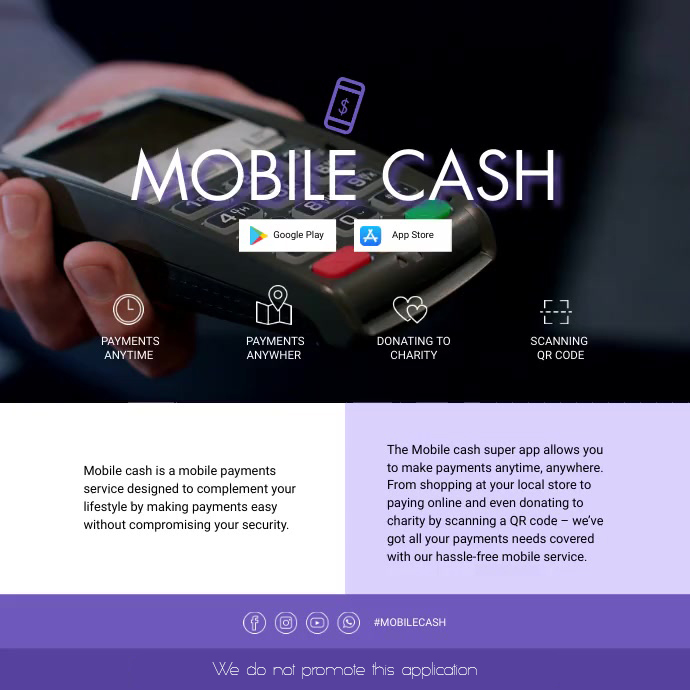 MOBILE CASH
Google Play
App Store
PAYMENTS
ANYTIME
PAYMENTS
ANYWHER
DONATING TO
CHARITY
SCANNING
QR CODE
Mobile cash is a mobile payments
service designed to complement your
lifestyle by making payments easy
without compromising your security.
The Mobile cash super app allows you
to make payments anytime, anywhere.
From shopping at your local store to
paying online and even donating to
charity by scanning a QR code – we've
got all your payments needs covered
with our hassle-free mobile service.
#MOBILECASH
We do not promote this application